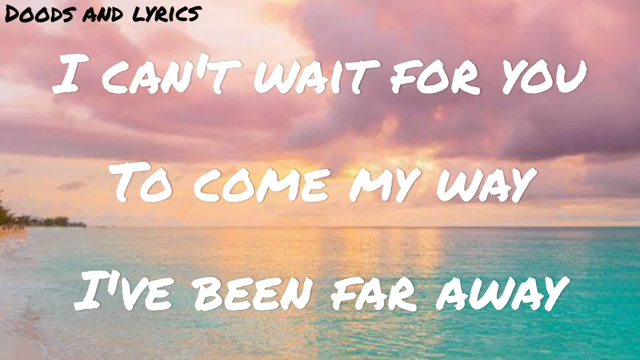 Doods and lyrics
I can't wait for you
To come my way
I've been far away